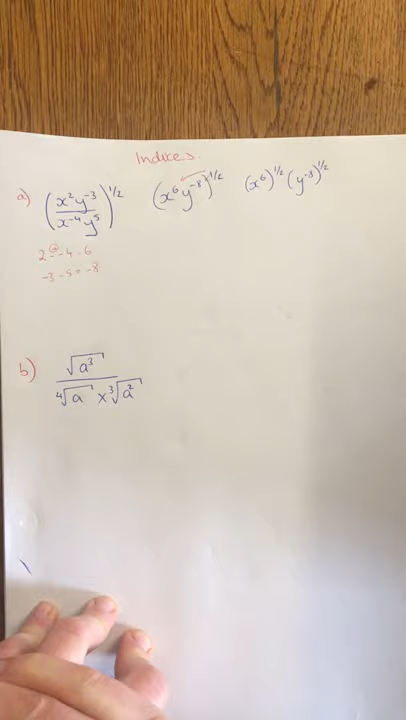 Indices.
a) (x²y⁻³/x⁻⁴y⁵)^1/2 (x⁶y⁻⁸)^1/2 (x⁶)^1/2 (y⁻⁸)^1/2
2 - -4 = 6
-3 - 5 = -8
b) √a³ / ⁴√a × ³√a²